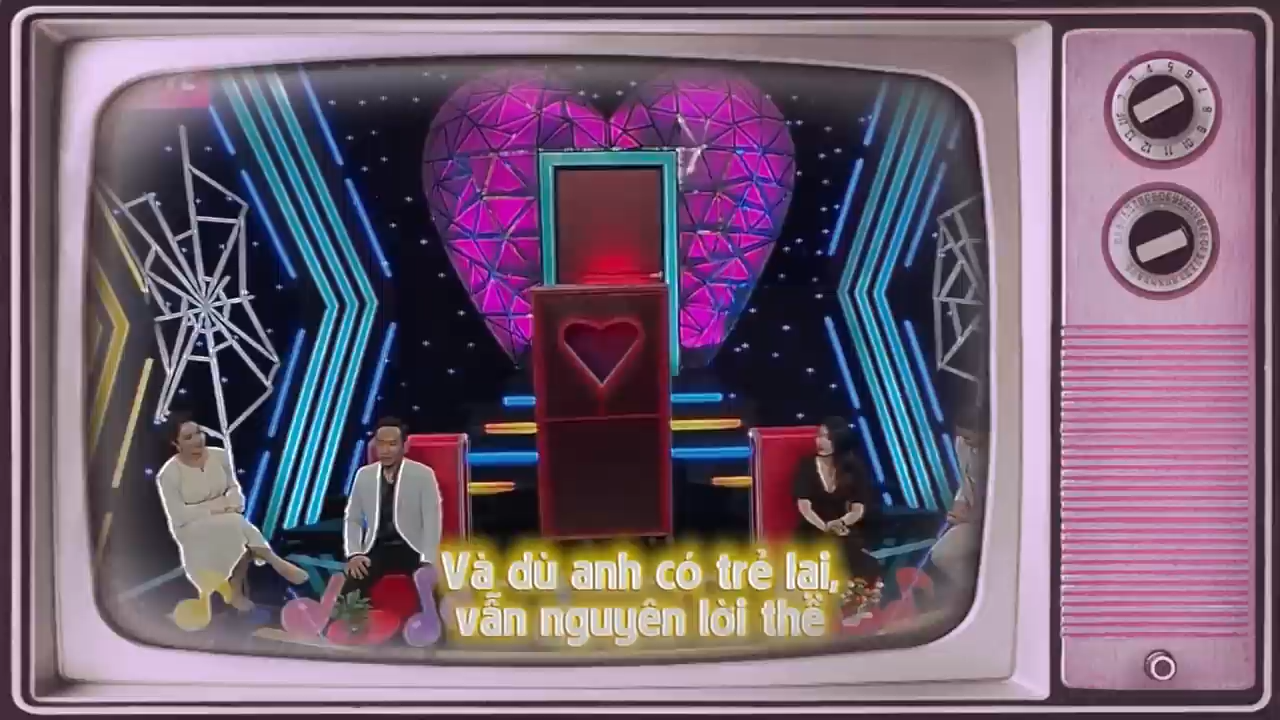 Và dù anh có trẻ lại,
vẫn nguyên lời thề